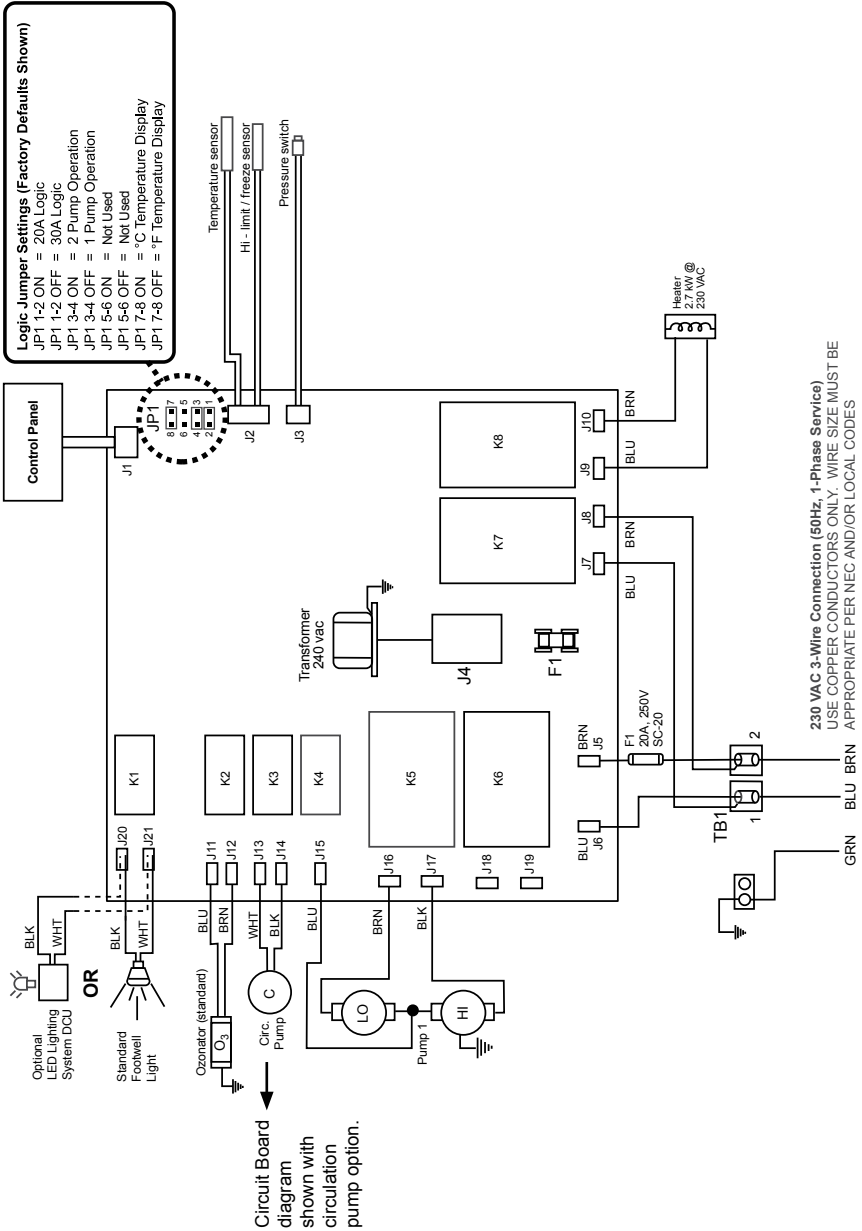 Logic Jumper Settings (Factory Defaults Shown)
JP1 1-2 ON = 20A Logic
JP1 1-2 OFF = 30A Logic
JP1 3-4 ON = 2 Pump Operation
JP1 3-4 OFF = 1 Pump Operation
JP1 5-6 ON = Not Used
JP1 5-6 OFF = Not Used
JP1 7-8 ON = °C Temperature Display
JP1 7-8 OFF = °F Temperature Display
Control Panel
J1
JP1
8 7
6 5
4 3
2 1
J2
J3
Temperature sensor
Hi - limit / freeze sensor
Pressure switch
Optional
LED Lighting
System DCU
BLK
WHT
OR
Standard
Footwell
Light
BLK
WHT
J20
J21
K1
Ozonator (standard)
O3
BLU
BRN
J11
J12
K2
Circ.
Pump
C
WHT
BLK
J13
J14
K3
BLU
J15
K4
Circuit Board
diagram
shown with
circulation
pump option.
LO
HI
Pump 1
BRN
BLK
J16
J17
K5
J18
J19
K6
Transformer
240 vac
J4
F1
K7
K8
BLU
J6
BRN
J5
F1
20A, 250V
SC-20
J7
BLU
J8
BRN
J9
BLU
J10
BRN
Heater
2.7 kW @
230 VAC
TB1
1
2
GRN
BLU
BRN
230 VAC 3-Wire Connection (50Hz, 1-Phase Service)
USE COPPER CONDUCTORS ONLY. WIRE SIZE MUST BE
APPROPRIATE PER NEC AND/OR LOCAL CODES